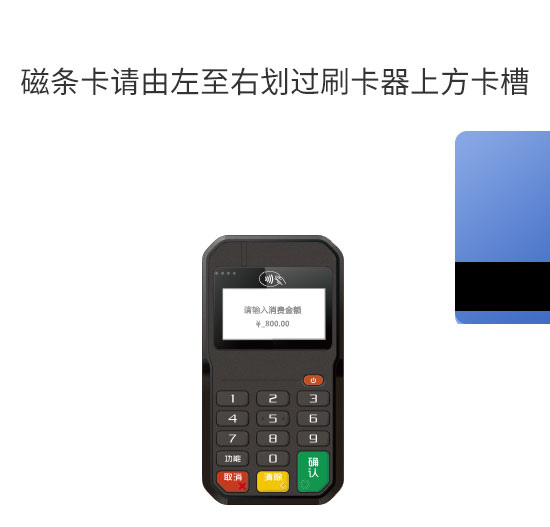 磁条卡请由左至右划过刷卡器上方卡槽
请输入消费金额
¥_800.00
1 2 3
4 5 6
7 8 9
功能 0 确认
取消 清除